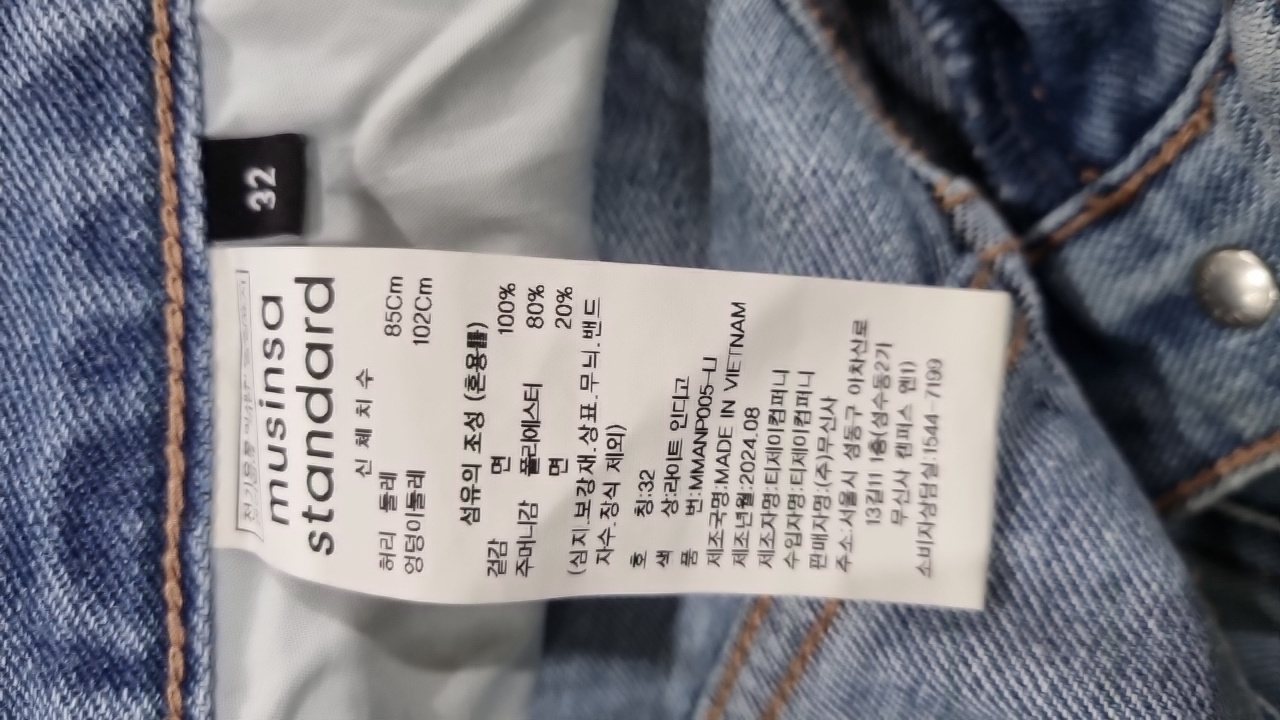 32
musinsa
standard
신 체 치 수
허리 둘레 85Cm
엉덩이둘레 102Cm
섬유의 조성 (혼용률)
겉감 면 100%
주머니감 폴리에스터 80%
면 20%
(심지.보강재.상표.무늬.밴드
자수.장식 제외)
호 칭:32
색 상:라이트 인디고
품 번:MMANP005-LI
제조국명:MADE IN VIETNAM
제조년월:2024.08
제조자명:티제이컴퍼니
수입자명:티제이컴퍼니
판매자명:(주)무신사
주소:서울시 성동구 아차산로
13길11 1층(성수동2가
무신사 캠퍼스 엔1)
소비자상담실:1544-7199